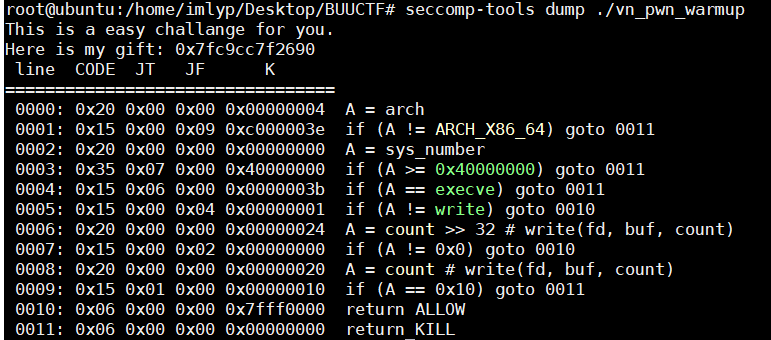 root@ubuntu:/home/imlyp/Desktop/BUUCTF# seccomp-tools dump ./vn_pwn_warmup
This is a easy challange for you.
Here is my gift: 0x7fc9cc7f2690
 line  CODE  JT   JF      K
=================================
 0000: 0x20 0x00 0x00 0x00000004  A = arch
 0001: 0x15 0x00 0x09 0xc000003e  if (A != ARCH_X86_64) goto 0011
 0002: 0x20 0x00 0x00 0x00000000  A = sys_number
 0003: 0x35 0x07 0x00 0x40000000  if (A >= 0x40000000) goto 0011
 0004: 0x15 0x06 0x00 0x0000003b  if (A == execve) goto 0011
 0005: 0x15 0x00 0x04 0x00000001  if (A != write) goto 0010
 0006: 0x20 0x00 0x00 0x00000024  A = count >> 32 # write(fd, buf, count)
 0007: 0x15 0x00 0x02 0x00000000  if (A != 0x0) goto 0010
 0008: 0x20 0x00 0x00 0x00000020  A = count # write(fd, buf, count)
 0009: 0x15 0x01 0x00 0x00000010  if (A == 0x10) goto 0011
 0010: 0x06 0x00 0x00 0x7fff0000  return ALLOW
 0011: 0x06 0x00 0x00 0x00000000  return KILL